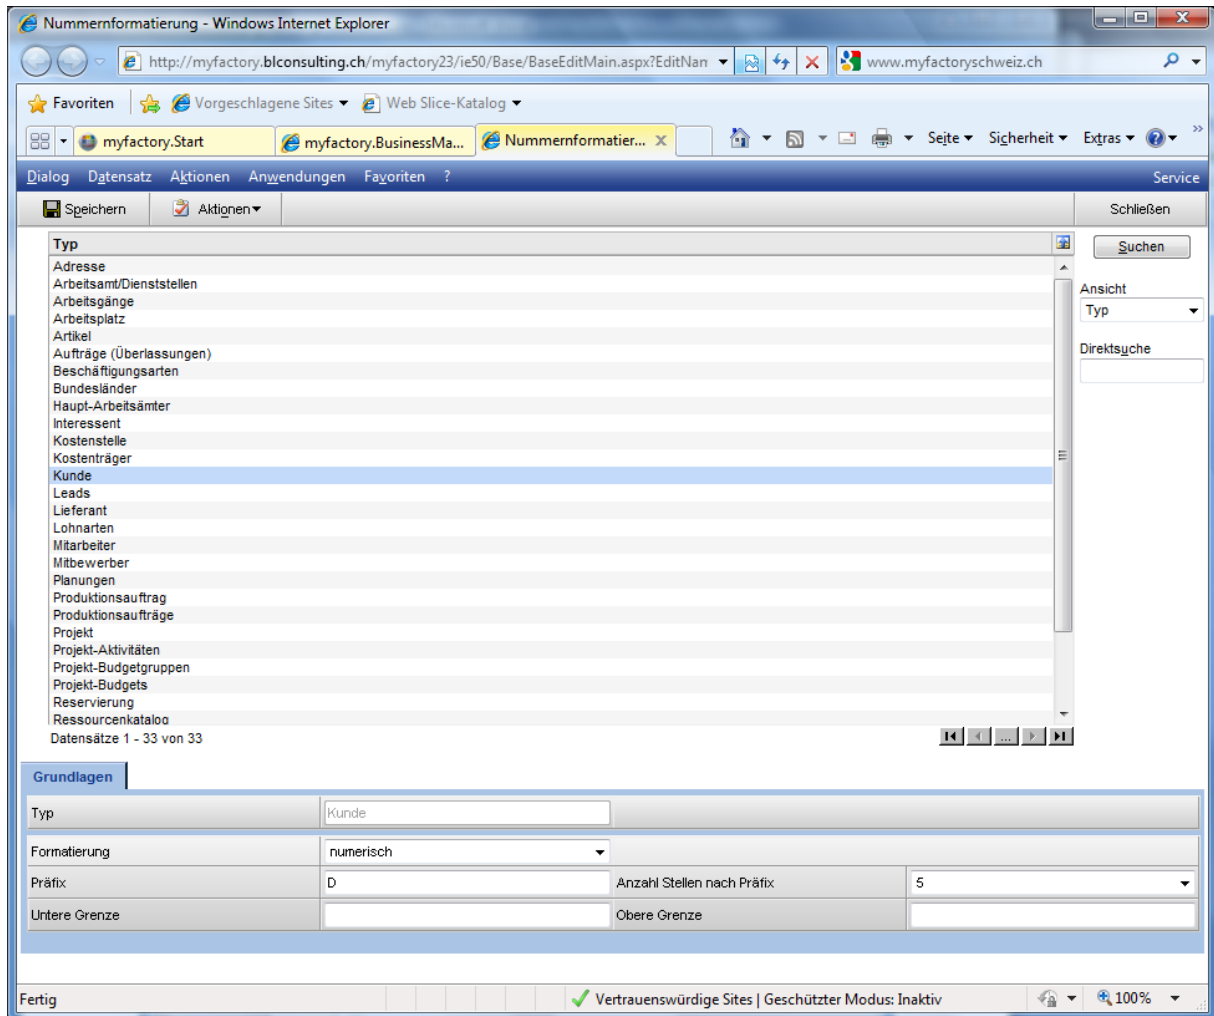 Nummernformatierung - Windows Internet Explorer
http://myfactory.blconsulting.ch/myfactory23/ie50/Base/BaseEditMain.aspx?EditNam
www.myfactoryschweiz.ch
Favoriten Vorgeschlagene Sites Web Slice-Katalog
myfactory.Start myfactory.BusinessMa... Nummernformatier... X Seite Sicherheit Extras
Dialog Datensatz Aktionen Anwendungen Favoriten ? Service
Speichern Aktionen Schließen
Typ
Suchen
Adresse
Arbeitsamt/Dienststellen
Arbeitsgänge
Arbeitsplatz
Artikel
Aufträge (Überlassungen)
Beschäftigungsarten
Bundesländer
Haupt-Arbeitsämter
Interessent
Kostenstelle
Kostenträger
Kunde
Leads
Lieferant
Lohnarten
Mitarbeiter
Mitbewerber
Planungen
Produktionsauftrag
Produktionsaufträge
Projekt
Projekt-Aktivitäten
Projekt-Budgetgruppen
Projekt-Budgets
Reservierung
Ressourcenkatalog
Ansicht
Typ
Direktsuche
Datensätze 1 - 33 von 33
...
Grundlagen
Typ Kunde
Formatierung numerisch
Präfix D Anzahl Stellen nach Präfix 5
Untere Grenze Obere Grenze
Fertig Vertrauenswürdige Sites | Geschützter Modus: Inaktiv 100%